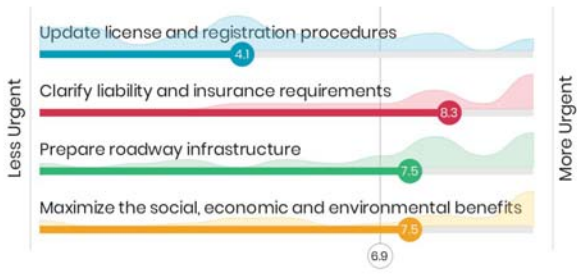 Update license and registration procedures
4.1
Clarify liability and insurance requirements
8.3
Prepare roadway infrastructure
7.5
Maximize the social, economic and environmental benefits
7.5
6.9
Less Urgent
More Urgent